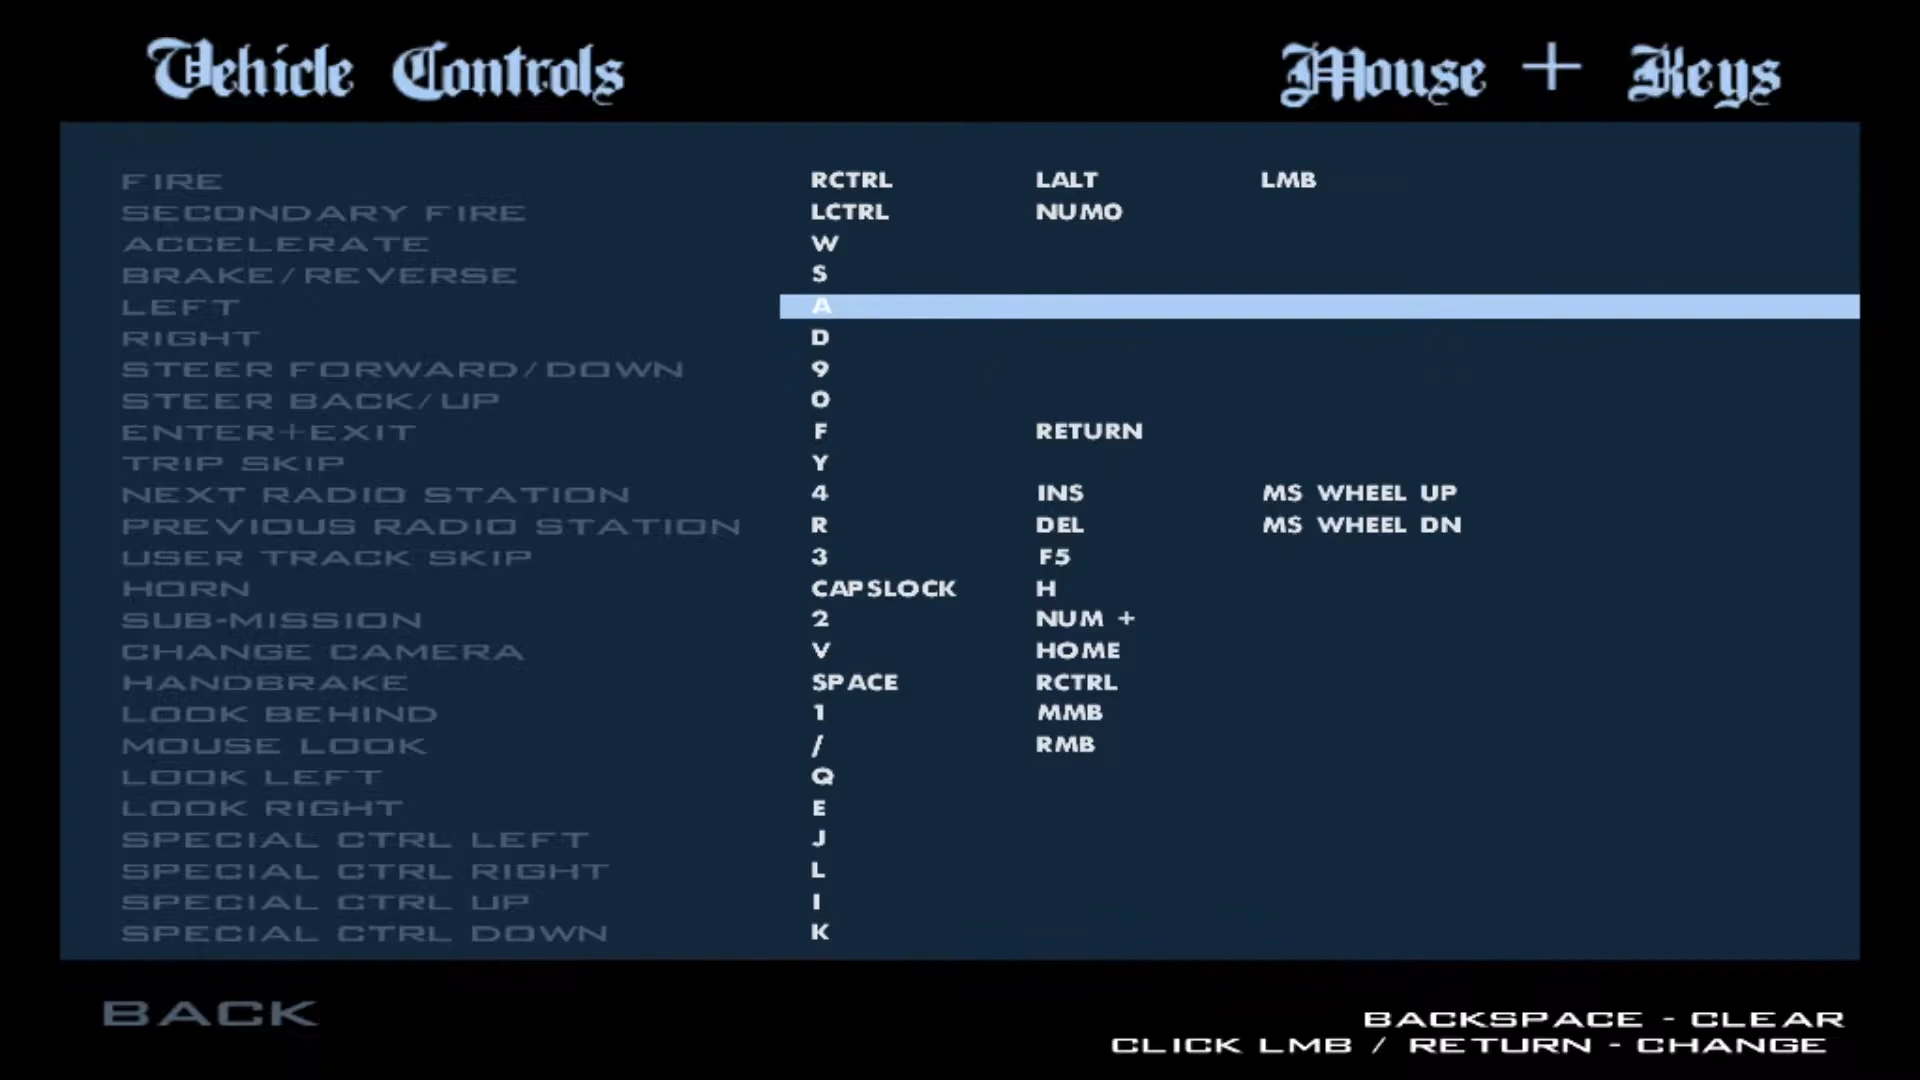 Vehicle Controls Mouse + Keys
FIRE RCTRL LALT LMB
SECONDARY FIRE LCTRL NUM0
ACCELERATE W
BRAKE/REVERSE S
LEFT A
RIGHT D
STEER FORWARD/DOWN 9
STEER BACK/UP 0
ENTER+EXIT F RETURN
TRIP SKIP Y
NEXT RADIO STATION 4 INS MS WHEEL UP
PREVIOUS RADIO STATION R DEL MS WHEEL DN
USER TRACK SKIP 3 F5
HORN CAPSLOCK H
SUB-MISSION 2 NUM +
CHANGE CAMERA V HOME
HANDBRAKE SPACE RCTRL
LOOK BEHIND 1 MMB
MOUSE LOOK / RMB
LOOK LEFT Q
LOOK RIGHT E
SPECIAL CTRL LEFT J
SPECIAL CTRL RIGHT L
SPECIAL CTRL UP I
SPECIAL CTRL DOWN K
BACK
BACKSPACE - CLEAR
CLICK LMB / RETURN - CHANGE